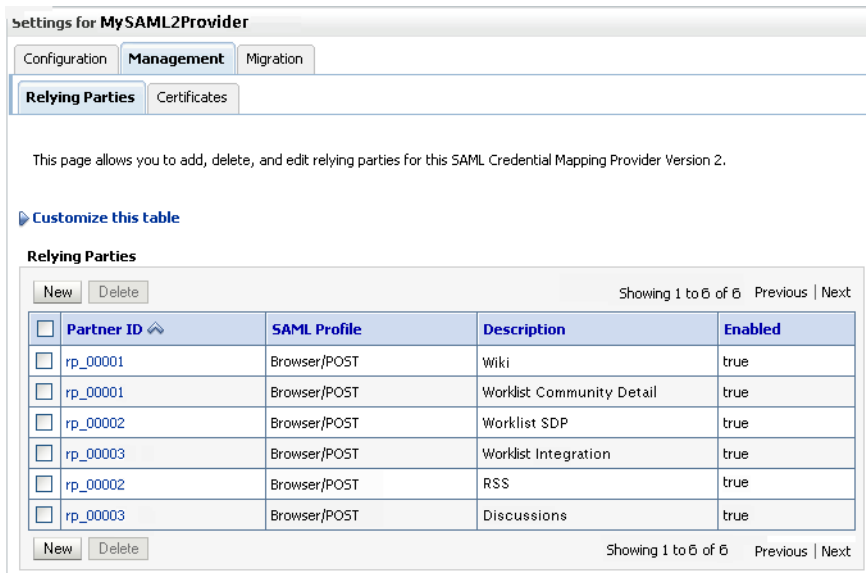 Settings for MySAML2Provider
Configuration Management Migration
Relying Parties Certificates
This page allows you to add, delete, and edit relying parties for this SAML Credential Mapping Provider Version 2.
Customize this table
Relying Parties
New Delete Showing 1 to 6 of 6 Previous | Next
Partner ID SAML Profile Description Enabled
rp_00001 Browser/POST Wiki true
rp_00001 Browser/POST Worklist Community Detail true
rp_00002 Browser/POST Worklist SDP true
rp_00003 Browser/POST Worklist Integration true
rp_00002 Browser/POST RSS true
rp_00003 Browser/POST Discussions true
New Delete Showing 1 to 6 of 6 Previous | Next